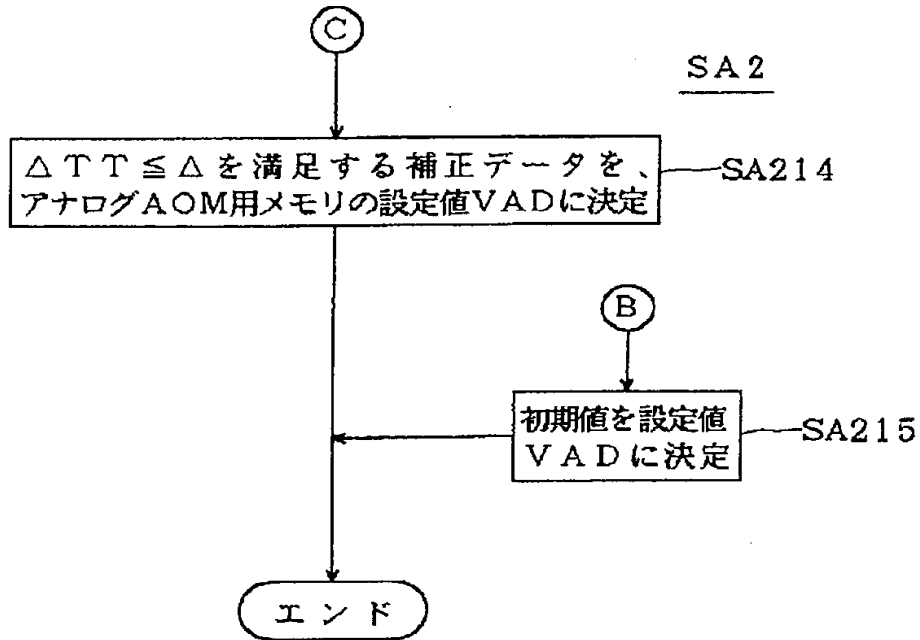 C
SA2
△TT≦△を満足する補正データを、
アナログAOM用メモリの設定値VADに決定
SA214
B
初期値を設定値
VADに決定
SA215
エンド